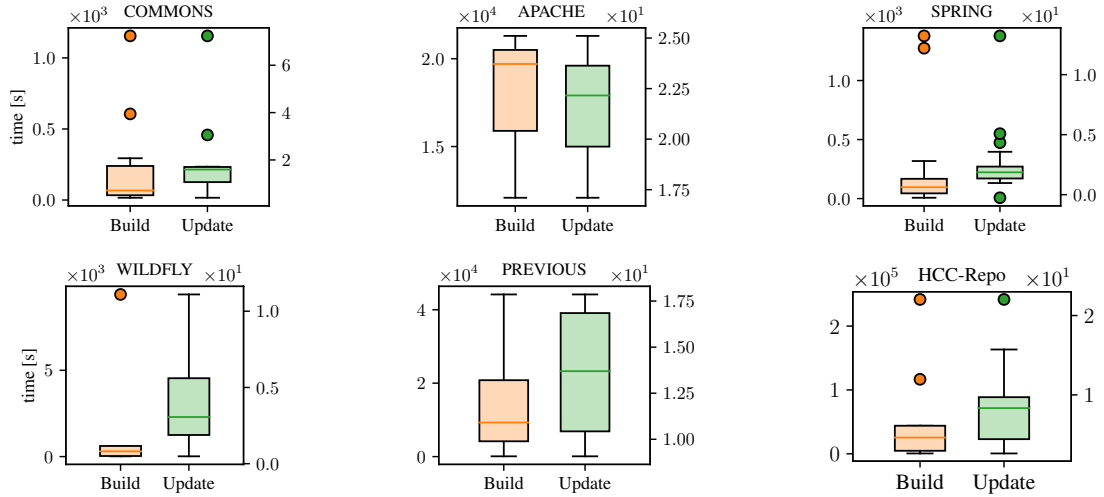 COMMONS
×10³
1.0
0.5
0.0
6
4
2
time [s]
Build Update
APACHE
×10⁴ ×10¹
2.0
1.5
2.50
2.25
2.00
1.75
Build Update
SPRING
×10³ ×10¹
1.0
0.5
0.0
1.0
0.5
0.0
Build Update
WILDFLY
×10³ ×10¹
5
0
1.0
0.5
0.0
time [s]
Build Update
PREVIOUS
×10⁴ ×10¹
4
2
0
1.75
1.50
1.25
1.00
Build Update
HCC-Repo
×10⁵ ×10¹
2
1
0
2
1
Build Update